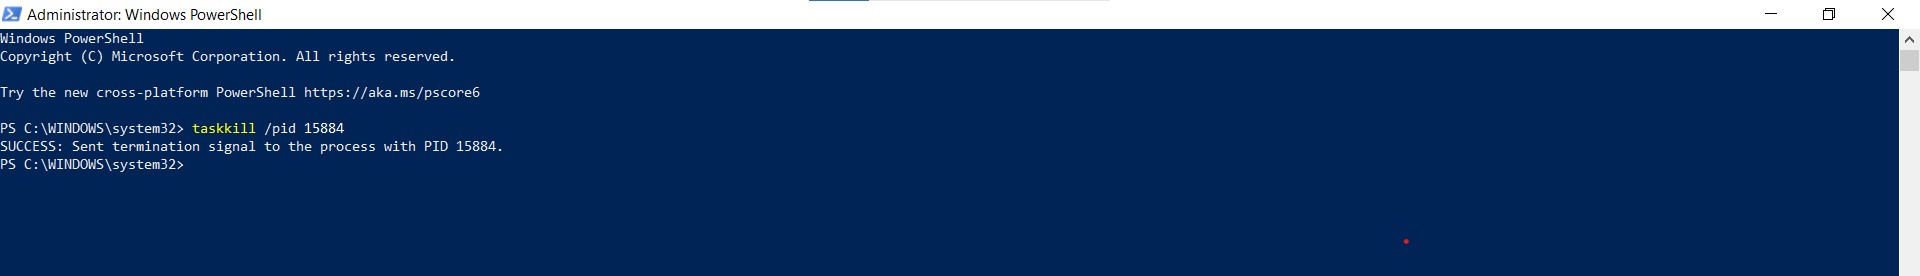 Administrator: Windows PowerShell
Windows PowerShell
Copyright (C) Microsoft Corporation. All rights reserved.
Try the new cross-platform PowerShell https://aka.ms/pscore6
PS C:\WINDOWS\system32> taskkill /pid 15884
SUCCESS: Sent termination signal to the process with PID 15884.
PS C:\WINDOWS\system32>